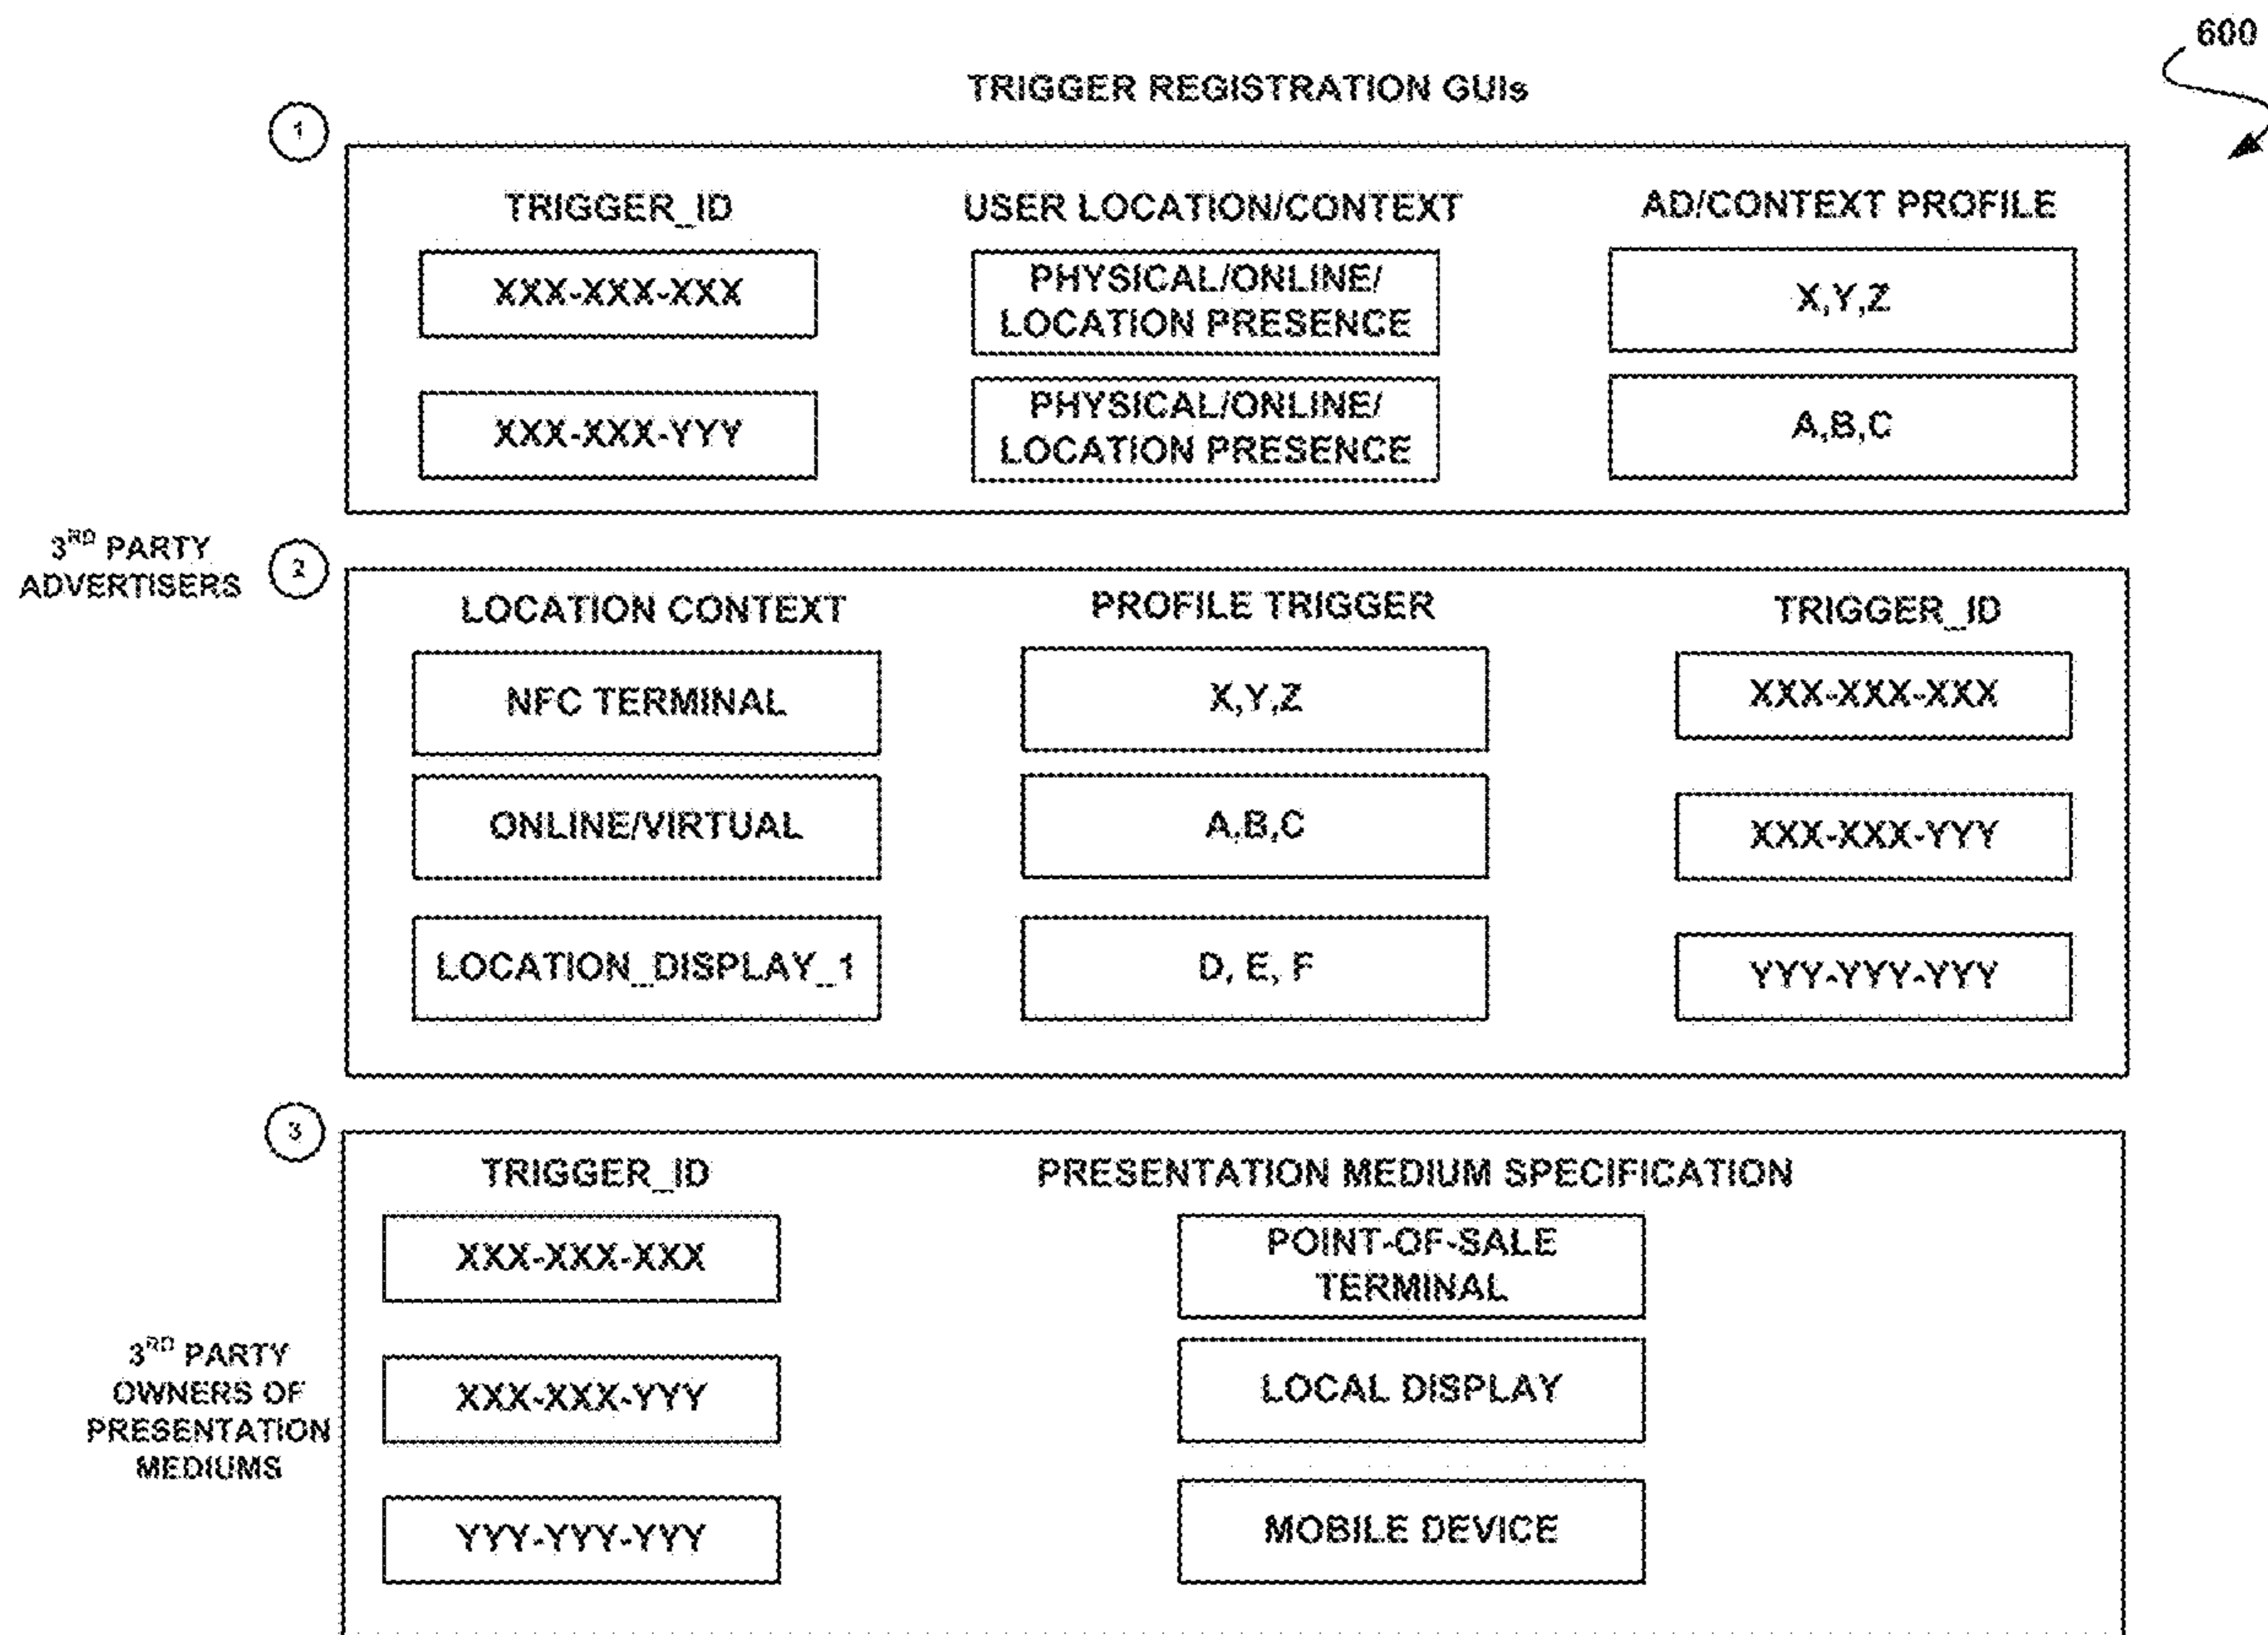 600
TRIGGER REGISTRATION GUIs
1
TRIGGER_ID
USER LOCATION/CONTEXT
AD/CONTEXT PROFILE
XXX-XXX-XXX
PHYSICAL/ONLINE/
LOCATION PRESENCE
X,Y,Z
XXX-XXX-YYY
PHYSICAL/ONLINE/
LOCATION PRESENCE
A,B,C
3RD PARTY
ADVERTISERS
2
LOCATION CONTEXT
PROFILE TRIGGER
TRIGGER_ID
NFC TERMINAL
X,Y,Z
XXX-XXX-XXX
ONLINE/VIRTUAL
A,B,C
XXX-XXX-YYY
LOCATION_DISPLAY_1
D, E, F
YYY-YYY-YYY
3
TRIGGER_ID
PRESENTATION MEDIUM SPECIFICATION
XXX-XXX-XXX
POINT-OF-SALE
TERMINAL
3RD PARTY
OWNERS OF
PRESENTATION
MEDIUMS
XXX-XXX-YYY
LOCAL DISPLAY
YYY-YYY-YYY
MOBILE DEVICE